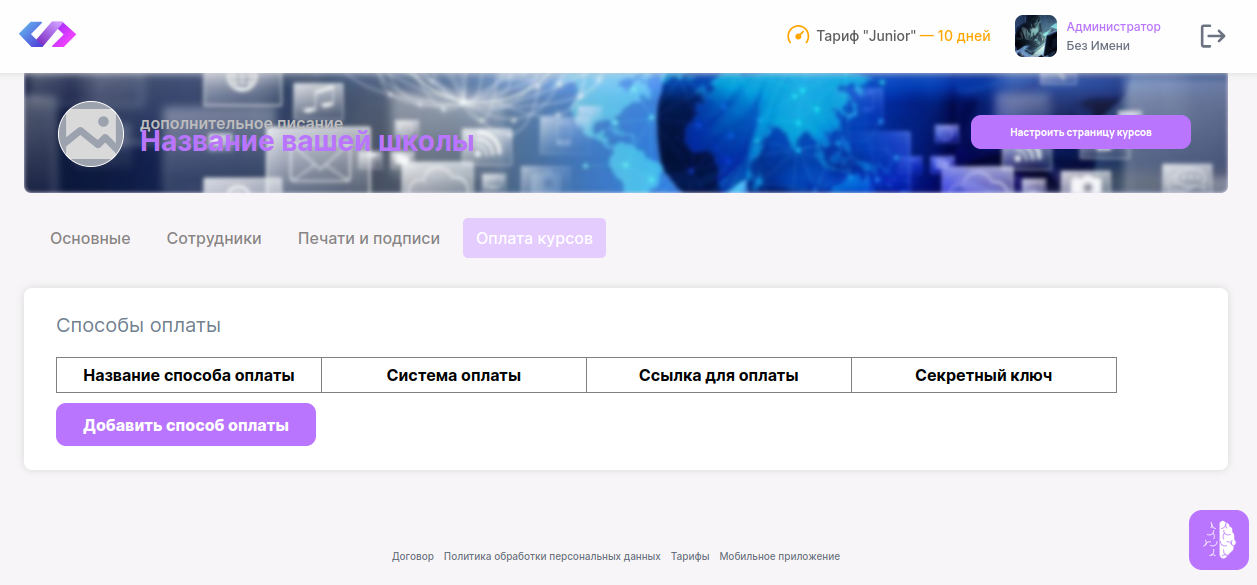 Тариф "Junior" — 10 дней
Администратор
Без Имени
дополнительное писание
Название вашей школы
Настроить страницу курсов
Основные Сотрудники Печати и подписи Оплата курсов
Способы оплаты
Название способа оплаты Система оплаты Ссылка для оплаты Секретный ключ
Добавить способ оплаты
Договор Политика обработки персональных данных Тарифы Мобильное приложение